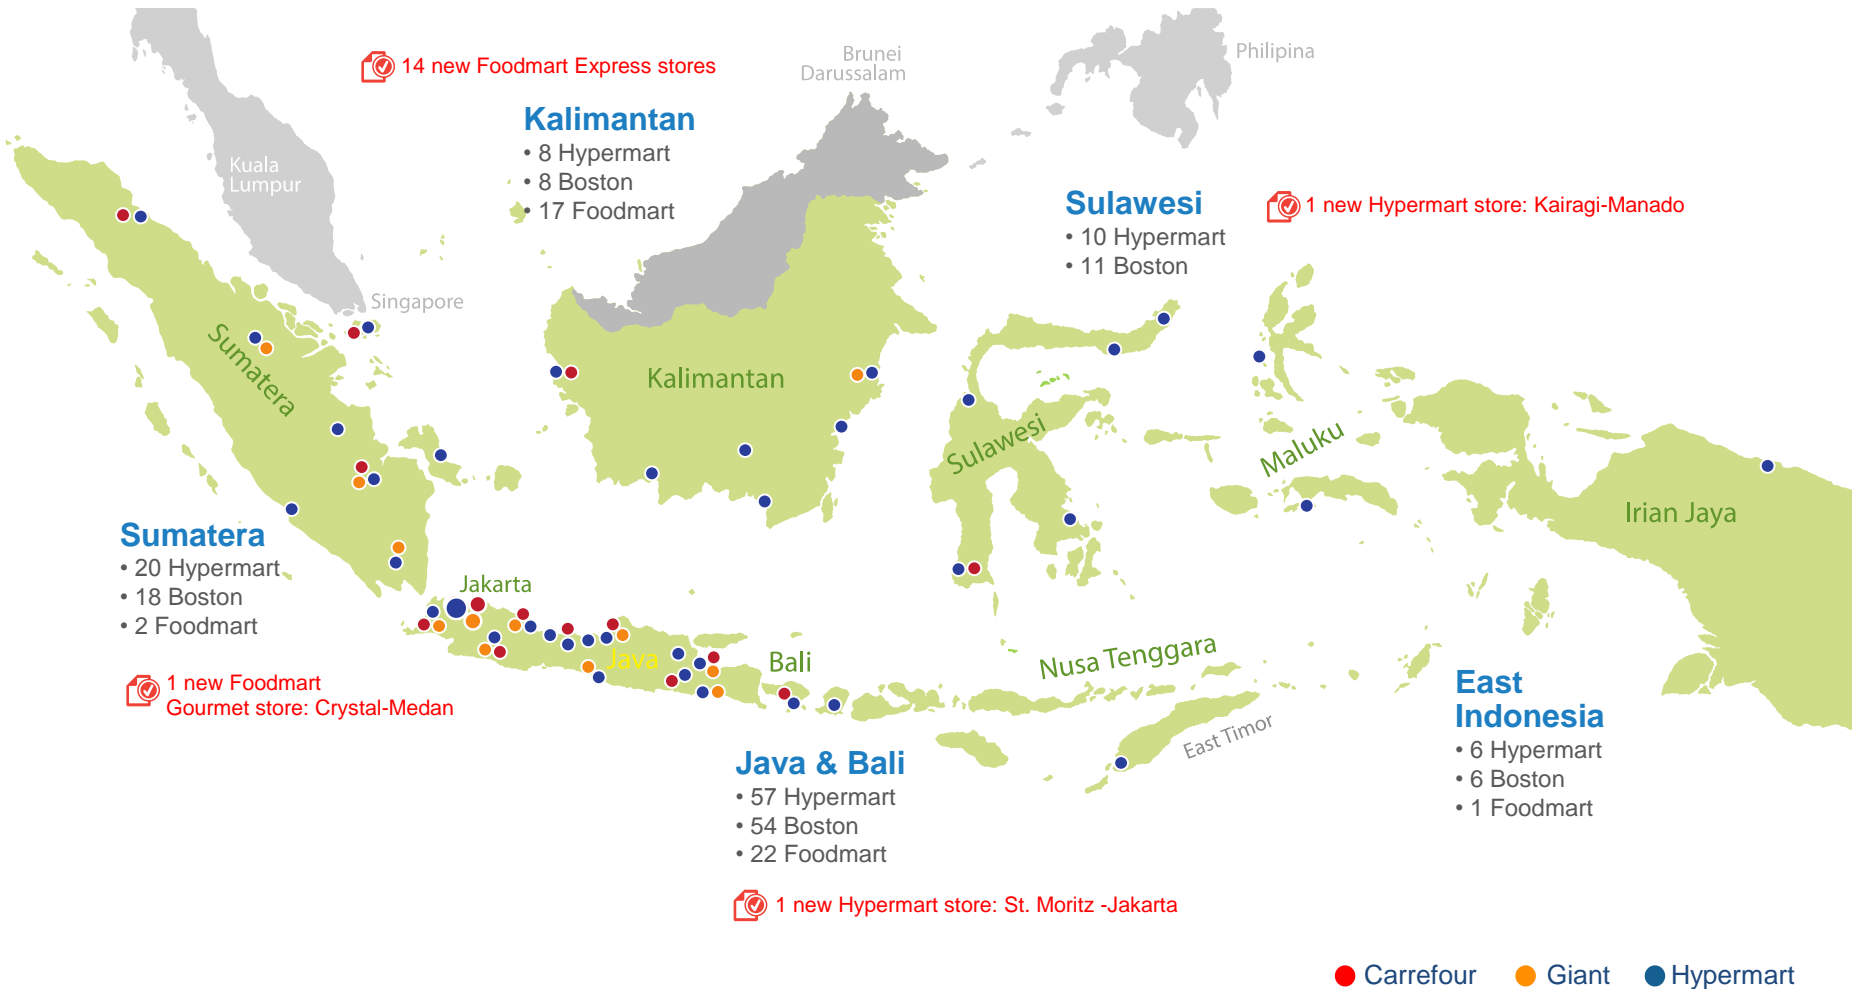 14 new Foodmart Express stores
Brunei
Darussalam
Philipina
Kalimantan
• 8 Hypermart
• 8 Boston
• 17 Foodmart
Kuala
Lumpur
Sulawesi
• 10 Hypermart
• 11 Boston
1 new Hypermart store: Kairagi-Manado
Singapore
Sumatera
Kalimantan
Sulawesi
Maluku
Irian Jaya
Sumatera
• 20 Hypermart
• 18 Boston
• 2 Foodmart
Jakarta
Java
Bali
Nusa Tenggara
East Timor
1 new Foodmart
Gourmet store: Crystal-Medan
East
Indonesia
• 6 Hypermart
• 6 Boston
• 1 Foodmart
Java & Bali
• 57 Hypermart
• 54 Boston
• 22 Foodmart
1 new Hypermart store: St. Moritz -Jakarta
Carrefour
Giant
Hypermart